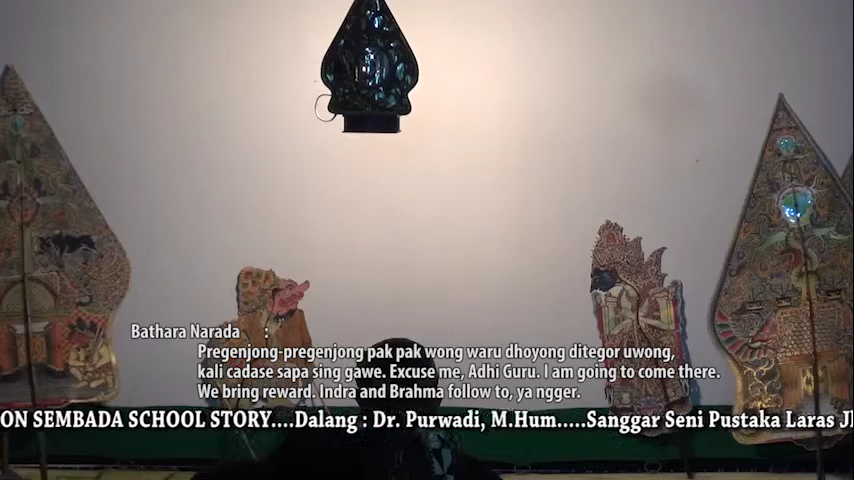 Bathara Narada :
Pregenjong-pregenjong pak pak wong waru dhoyong ditegor uwong,
kali cadase sapa sing gawe. Excuse me, Adhi Guru. I am going to come there.
We bring reward. Indra and Brahma follow to, ya ngger.
ON SEMBADA SCHOOL STORY....Dalang : Dr. Purwadi, M.Hum.....Sanggar Seni Pustaka Laras Jl